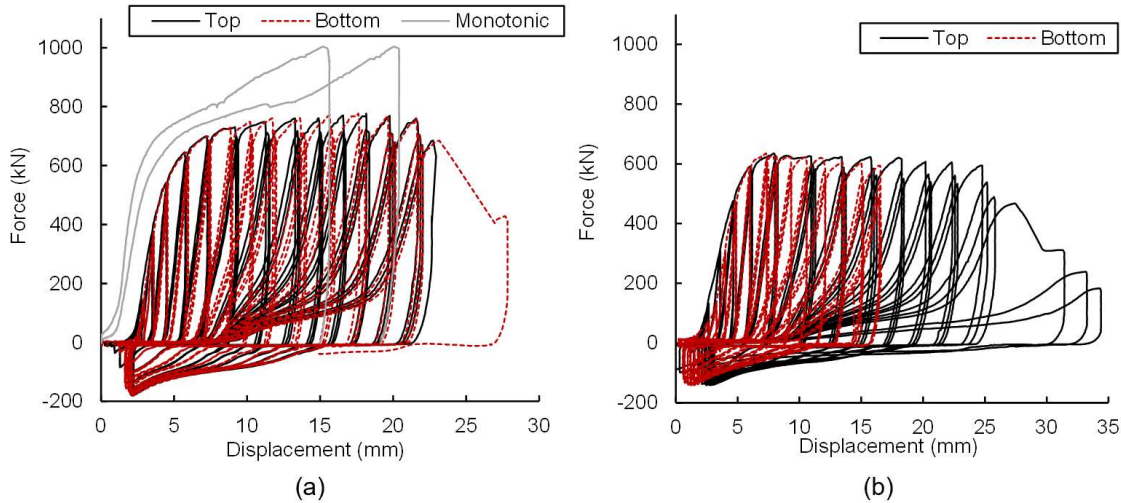 Top Bottom Monotonic
1000
800
600
400
200
0
-200
Force (kN)
0 5 10 15 20 25 30
Displacement (mm)
(a)
Top Bottom
1000
800
600
400
200
0
-200
Force (kN)
0 5 10 15 20 25 30 35
Displacement (mm)
(b)